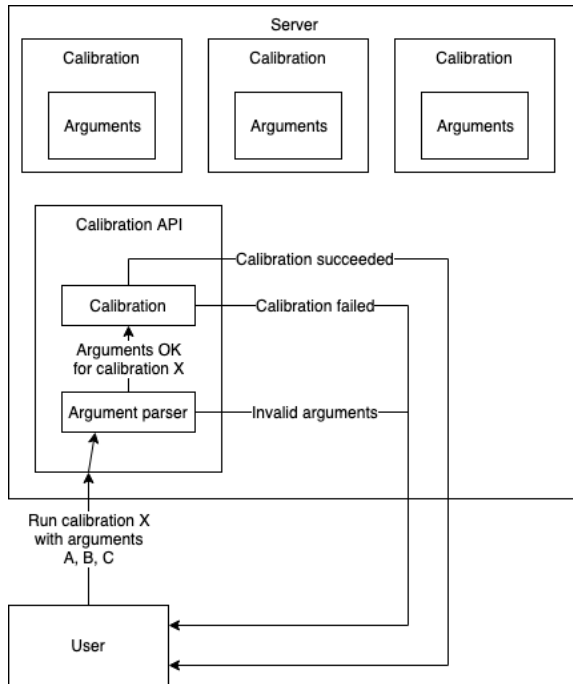 Server
Calibration
Calibration
Calibration
Arguments
Arguments
Arguments
Calibration API
Calibration succeeded
Calibration
Calibration failed
Arguments OK
for calibration X
Argument parser
Invalid arguments
Run calibration X
with arguments
A, B, C
User